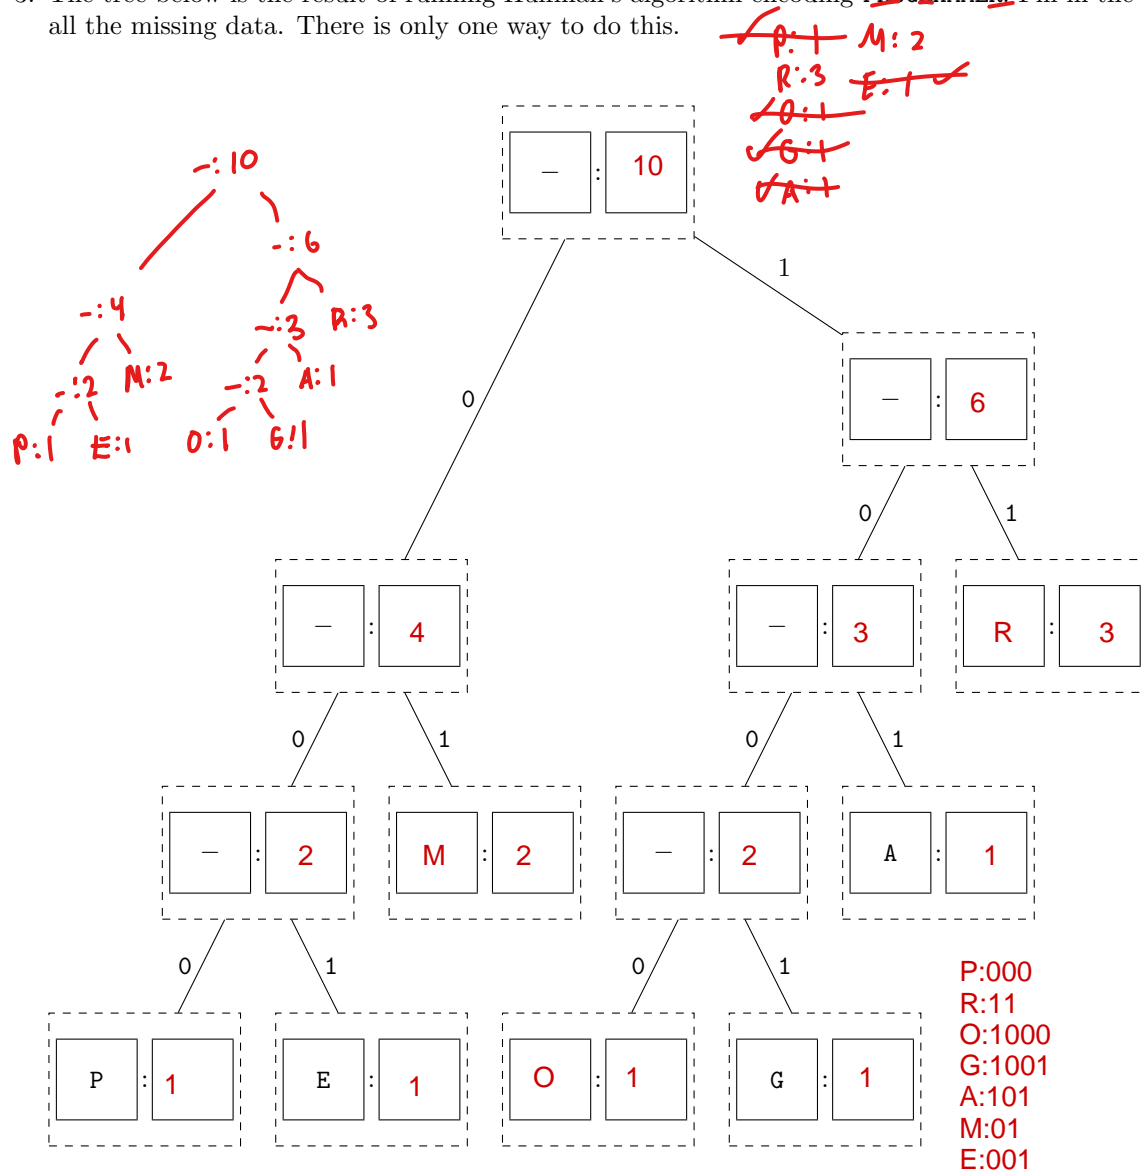 all the missing data. There is only one way to do this.
P:1 M:2
R:3 E:1
O:1
G:1
A:1
-:10
-:6
-:4
-:3 R:3
-:2 M:2 -:2 A:1
P:1 E:1 O:1 G:1
– : 10
0 1
– : 6
0 1
– : 4 – : 3 R : 3
0 1 0 1
– : 2 M : 2 – : 2 A : 1
0 1 0 1
P : 1 E : 1 O : 1 G : 1
P:000
R:11
O:1000
G:1001
A:101
M:01
E:001